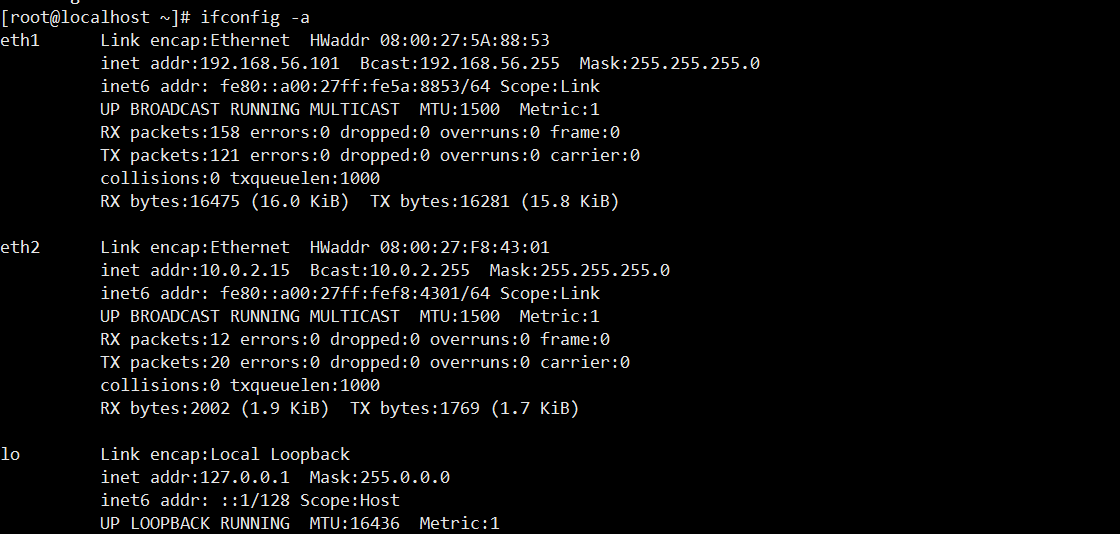 [root@localhost ~]# ifconfig -a
eth1      Link encap:Ethernet  HWaddr 08:00:27:5A:88:53
          inet addr:192.168.56.101  Bcast:192.168.56.255  Mask:255.255.255.0
          inet6 addr: fe80::a00:27ff:fe5a:8853/64 Scope:Link
          UP BROADCAST RUNNING MULTICAST  MTU:1500  Metric:1
          RX packets:158 errors:0 dropped:0 overruns:0 frame:0
          TX packets:121 errors:0 dropped:0 overruns:0 carrier:0
          collisions:0 txqueuelen:1000
          RX bytes:16475 (16.0 KiB)  TX bytes:16281 (15.8 KiB)

eth2      Link encap:Ethernet  HWaddr 08:00:27:F8:43:01
          inet addr:10.0.2.15  Bcast:10.0.2.255  Mask:255.255.255.0
          inet6 addr: fe80::a00:27ff:fef8:4301/64 Scope:Link
          UP BROADCAST RUNNING MULTICAST  MTU:1500  Metric:1
          RX packets:12 errors:0 dropped:0 overruns:0 frame:0
          TX packets:20 errors:0 dropped:0 overruns:0 carrier:0
          collisions:0 txqueuelen:1000
          RX bytes:2002 (1.9 KiB)  TX bytes:1769 (1.7 KiB)

lo        Link encap:Local Loopback
          inet addr:127.0.0.1  Mask:255.0.0.0
          inet6 addr: ::1/128 Scope:Host
          UP LOOPBACK RUNNING  MTU:16436  Metric:1